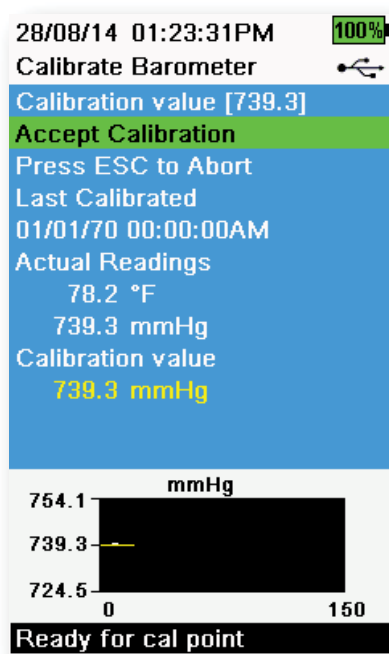 28/08/14 01:23:31PM 100%
Calibrate Barometer
Calibration value [739.3]
Accept Calibration
Press ESC to Abort
Last Calibrated
01/01/70 00:00:00AM
Actual Readings
78.2 °F
739.3 mmHg
Calibration value
739.3 mmHg
mmHg
754.1
739.3
724.5
0 150
Ready for cal point